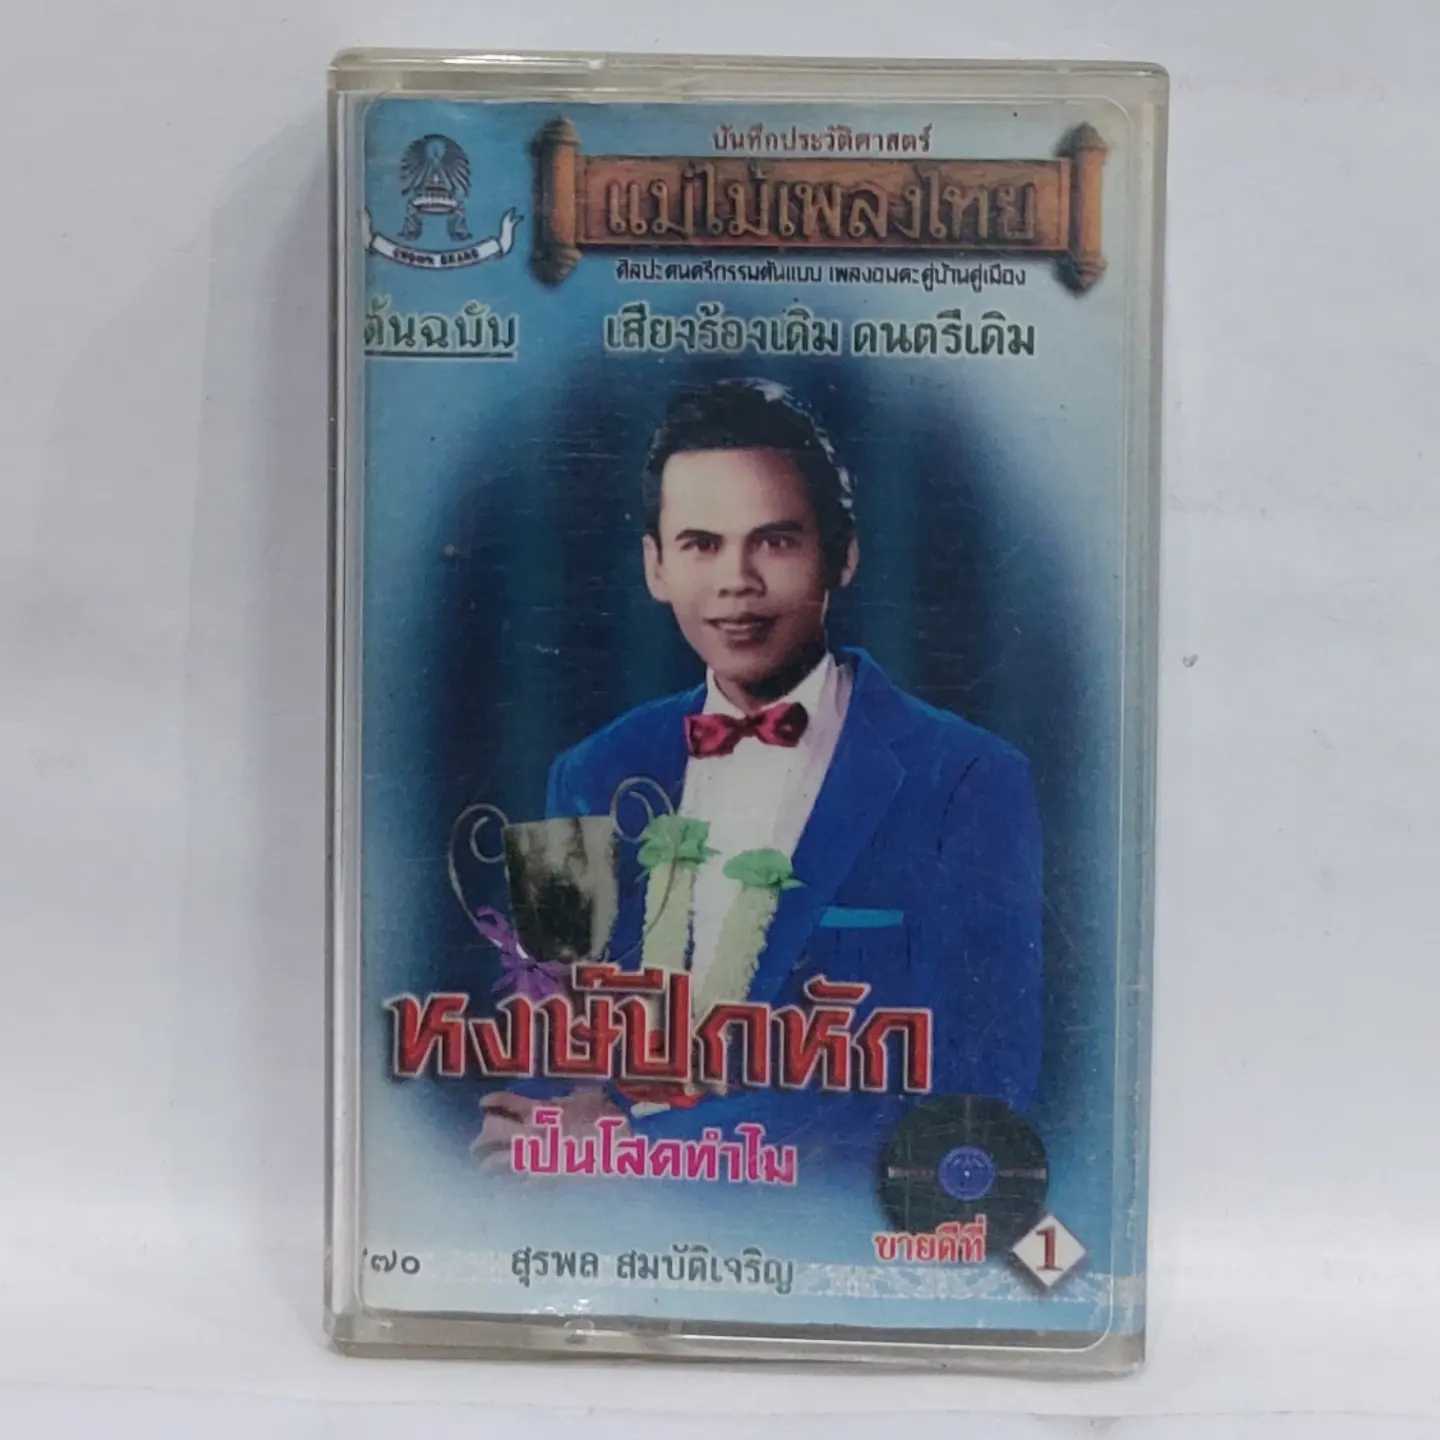 บันทึกประวัติศาสตร์
แม่ไม้เพลงไทย
ศิลปะดนตรีกรรมต้นแบบ เพลงอมตะคู่บ้านคู่เมือง
CROWN BRAND
ต้นฉบับ
เสียงร้องเดิม ดนตรีเดิม
หงษ์ปีกหัก
เป็นโสดทำไม
ขายดีที่ 1
๗๐
สุรพล สมบัติเจริญ